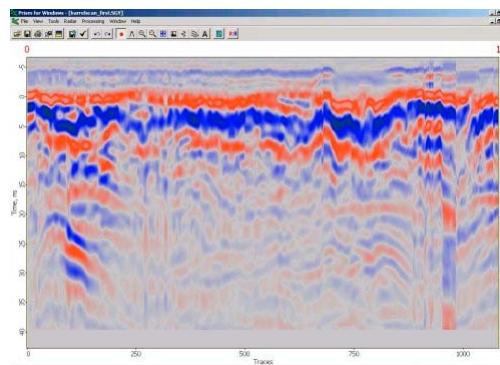 Prism for Windows - [barrelscan_first.SGY]
File View Tools Radar Processing Window Help
0 1
-5
0
5
10
15
20
25
30
35
40
Time, ns
0 250 500 750 1000
Traces